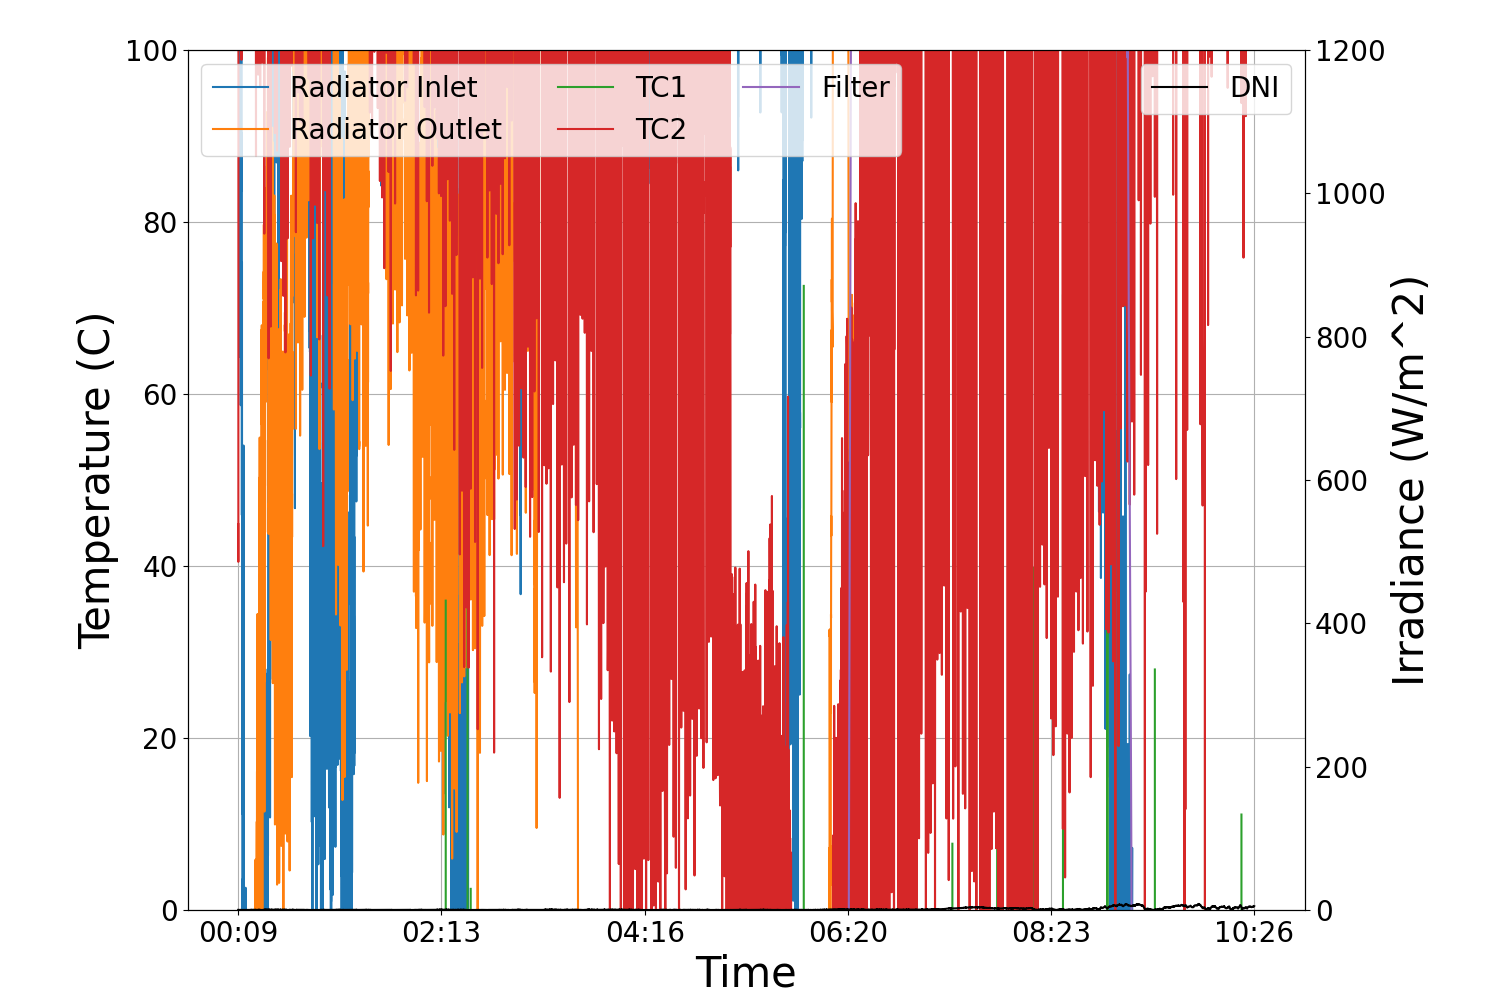 100
80
60
40
20
0
Temperature (C)
Radiator Inlet
Radiator Outlet
TC1
TC2
Filter
DNI
1200
1000
800
600
400
200
0
Irradiance (W/m^2)
00:09
02:13
04:16
06:20
08:23
10:26
Time